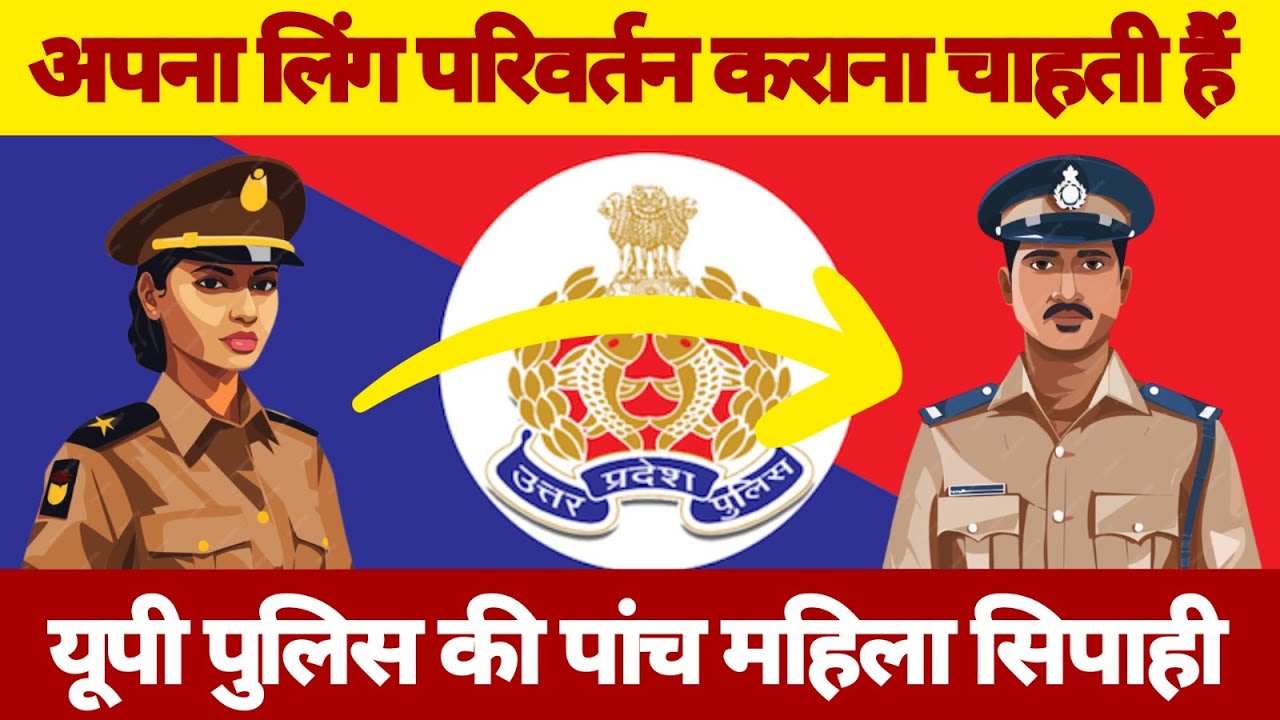 अपना लिंग परिवर्तन कराना चाहती हैं
उत्तर प्रदेश पुलिस
यूपी पुलिस की पांच महिला सिपाही